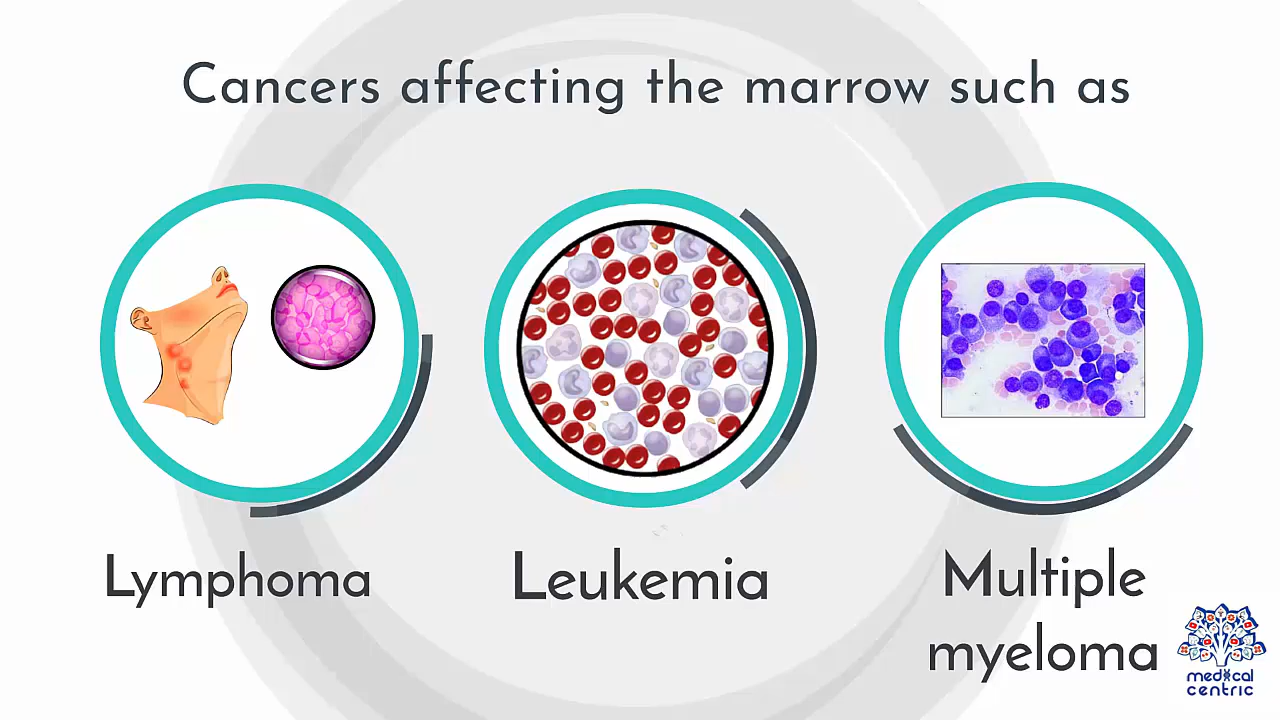 Cancers affecting the marrow such as
Lymphoma
Leukemia
Multiple
myeloma
medical
centric